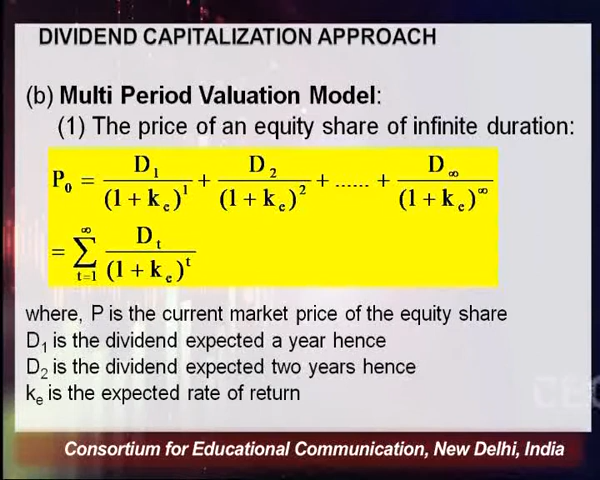 DIVIDEND CAPITALIZATION APPROACH
(b) Multi Period Valuation Model:
(1) The price of an equity share of infinite duration:
P₀ = D₁ / (1 + kₑ)¹ + D₂ / (1 + kₑ)² + ...... + D∞ / (1 + kₑ)^∞
= ∑_{t=1}^{∞} Dₜ / (1 + kₑ)ᵗ
where, P is the current market price of the equity share
D₁ is the dividend expected a year hence
D₂ is the dividend expected two years hence
kₑ is the expected rate of return
CEC
Consortium for Educational Communication, New Delhi, India